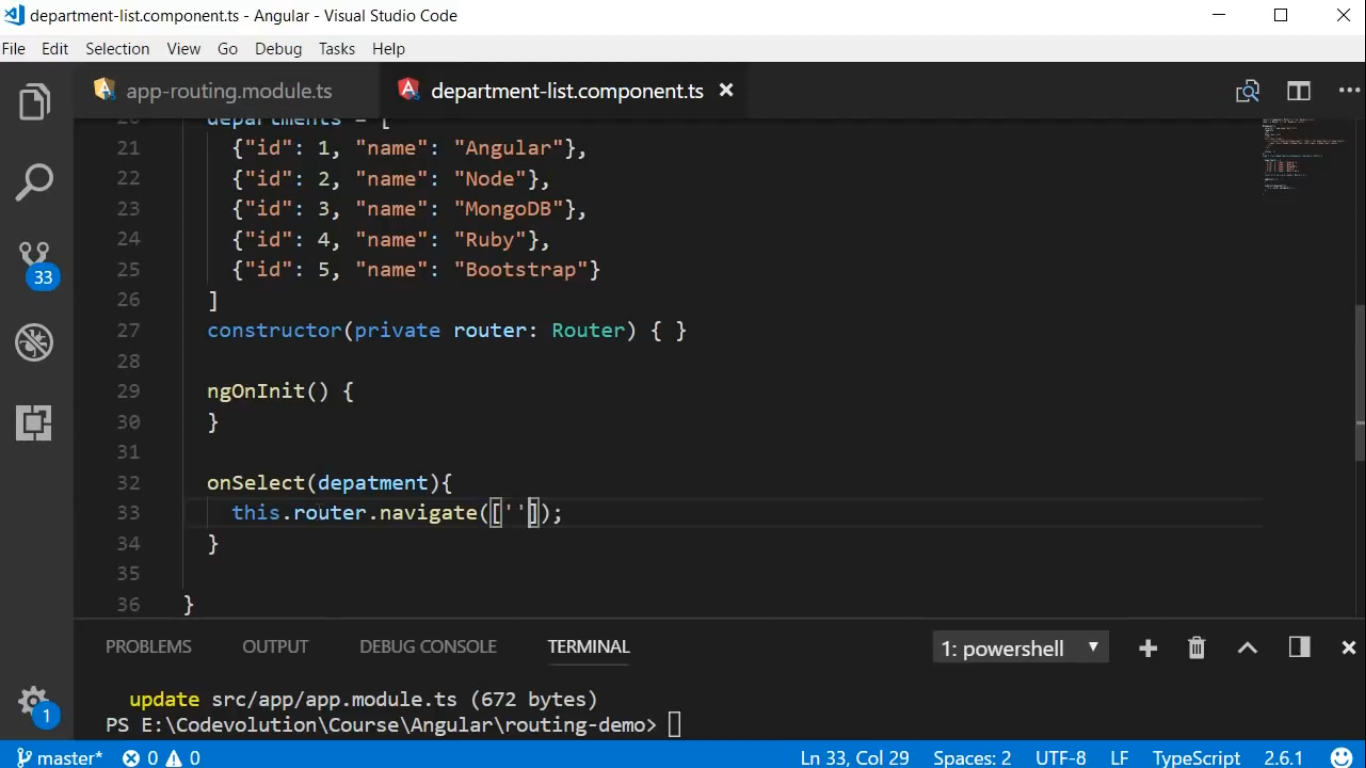 department-list.component.ts - Angular - Visual Studio Code
File Edit Selection View Go Debug Tasks Help
app-routing.module.ts department-list.component.ts
20 departments = [
21 {"id": 1, "name": "Angular"},
22 {"id": 2, "name": "Node"},
23 {"id": 3, "name": "MongoDB"},
24 {"id": 4, "name": "Ruby"},
25 {"id": 5, "name": "Bootstrap"}
26 ]
27 constructor(private router: Router) { }
28
29 ngOnInit() {
30 }
31
32 onSelect(depatment){
33 this.router.navigate(['']);
34 }
35
36 }
33
1
PROBLEMS OUTPUT DEBUG CONSOLE TERMINAL 1: powershell
update src/app/app.module.ts (672 bytes)
PS E:\Codevolution\Course\Angular\routing-demo>
master* 0 0 Ln 33, Col 29 Spaces: 2 UTF-8 LF TypeScript 2.6.1